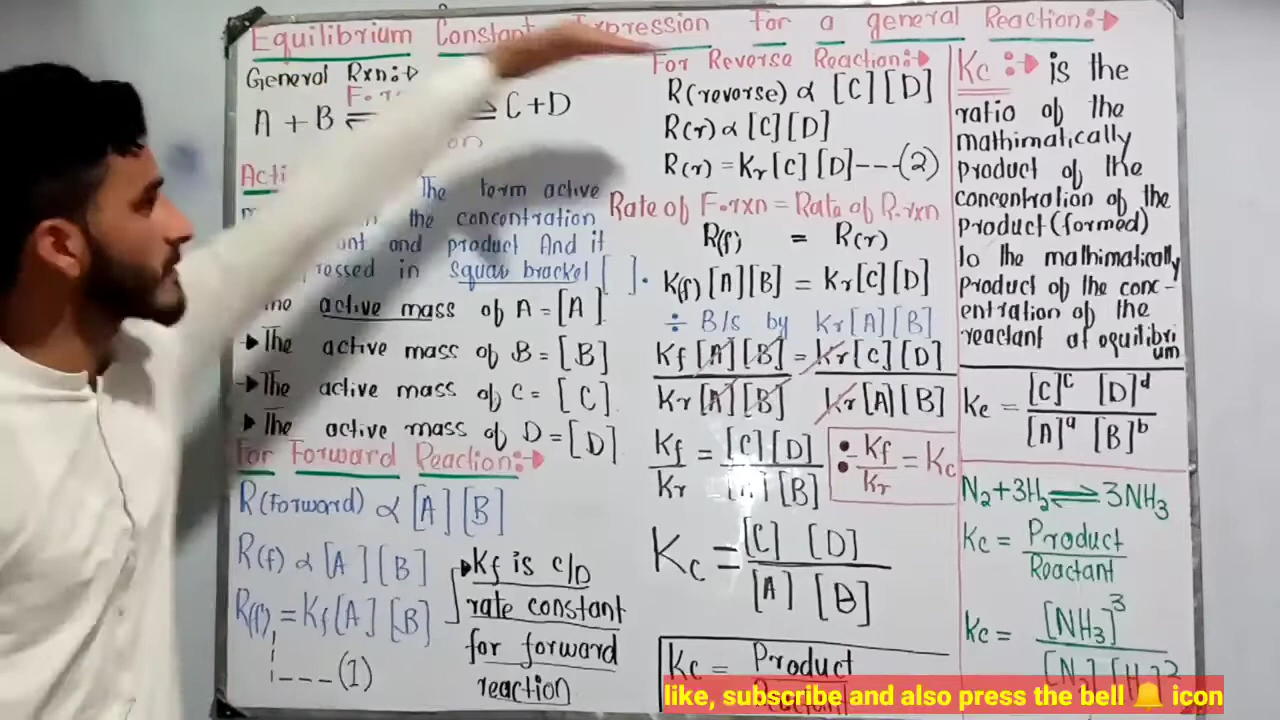 Equilibrium Constant Expression For a general Reaction:-
General Rxn:-
A + B ⇌ C+D
The term active
the concentration
and product And it
in Squar bracket [ ].
active mass of A = [A]
The active mass of B = [B]
The active mass of C = [C]
The active mass of D = [D]
For Forward Reaction:-
R(Forward) ∝ [A][B]
R(f) ∝ [A][B]
R(f) = Kf[A][B]
----(1)
Kf is c/D
rate constant
for forward
reaction
For Reverse Reaction:-
R(reverse) ∝ [C][D]
R(r) ∝ [C][D]
R(r) = Kr[C][D]---(2)
Rate of F.rxn = Rate of R.rxn
R(f) = R(r)
K(f)[A][B] = Kr[C][D]
÷ B/s by Kr[A][B]
Kf[A][B] = Kr[C][D]
Kr[A][B] Kr[A][B]
Kf = [C][D]
Kr [A][B]
Kf = Kc
Kr
Kc = [C] [D]
[A] [B]
Kc = Product
Kc :- is the
ratio of the
mathimatically
product of the
concentration of the
product(formed)
to the mathimatically
product of the conc-
entration of the
reactant at equilibri
um
Kc = [C]ᶜ [D]ᵈ
[A]ᵃ [B]ᵇ
N₂+3H₂ ⇌ 3NH₃
Kc = Product
Reactant
Kc = [NH₃]³
like, subscribe and also press the bell 🔔 icon